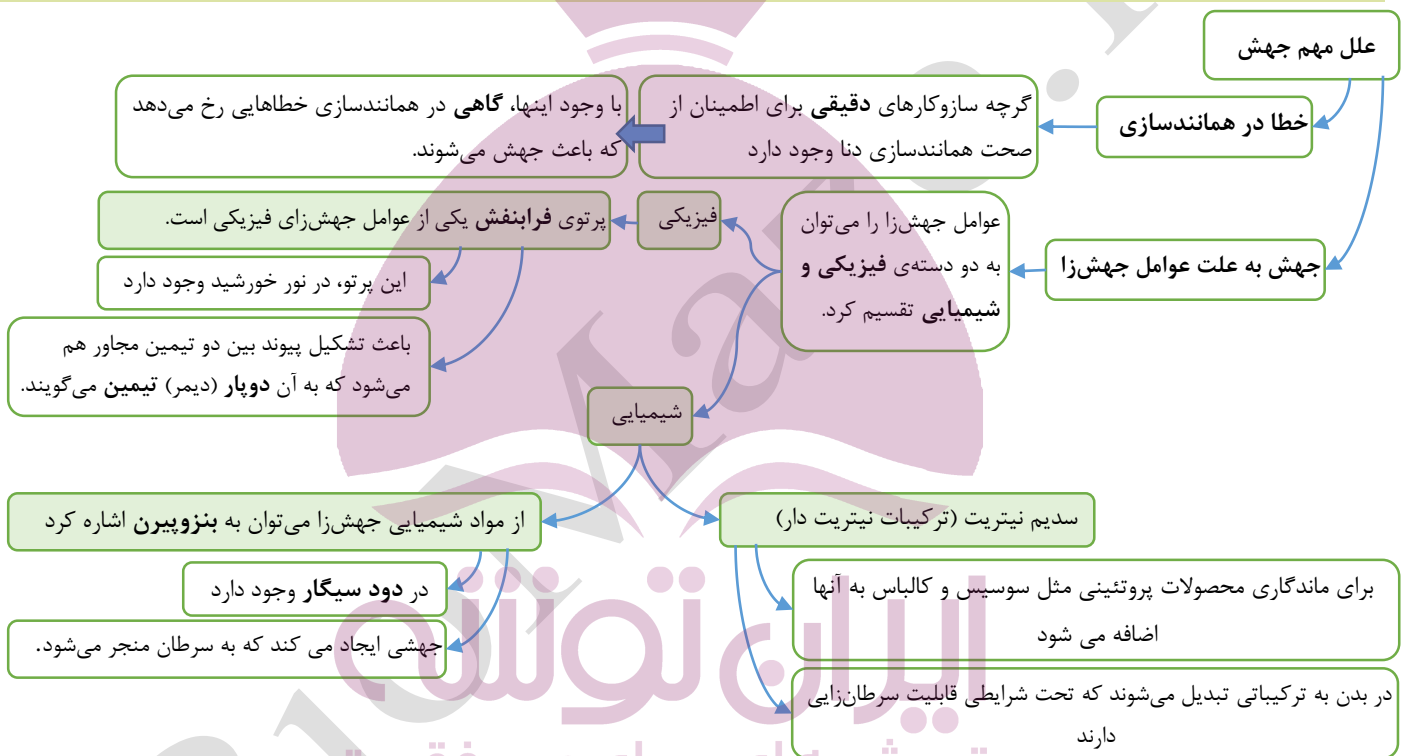 علل مهم جهش
خطا در همانندسازی
گرچه سازوکارهای دقیقی برای اطمینان از
صحت همانندسازی دنا وجود دارد
با وجود اینها، گاهی در همانندسازی خطاهایی رخ می‌دهد
که باعث جهش می‌شوند.
جهش به علت عوامل جهش‌زا
عوامل جهش‌زا را می‌توان
به دو دسته‌ی فیزیکی و
شیمیایی تقسیم کرد.
فیزیکی
پرتوی فرابنفش یکی از عوامل جهش‌زای فیزیکی است.
این پرتو، در نور خورشید وجود دارد
باعث تشکیل پیوند بین دو تیمین مجاور هم
می‌شود که به آن دوپار (دیمر) تیمین می‌گویند.
شیمیایی
سدیم نیتریت (ترکیبات نیتریت دار)
برای ماندگاری محصولات پروتئینی مثل سوسیس و کالباس به آنها
اضافه می شود
در بدن به ترکیباتی تبدیل می‌شوند که تحت شرایطی قابلیت سرطان‌زایی
دارند
از مواد شیمیایی جهش‌زا می‌توان به بنزوپیرن اشاره کرد
در دود سیگار وجود دارد
جهشی ایجاد می کند که به سرطان منجر می‌شود.
ایران توشه